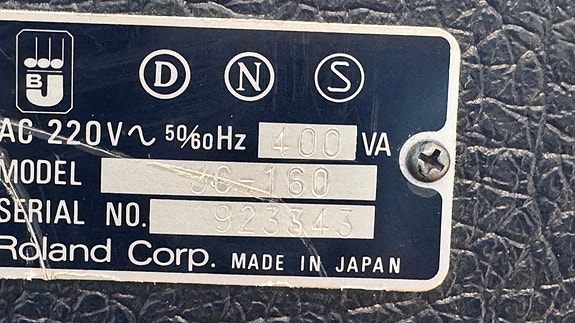 B J D N S
AC 220V~ 50/60Hz 400 VA
MODEL JC-160
SERIAL NO. 923343
Roland Corp. MADE IN JAPAN